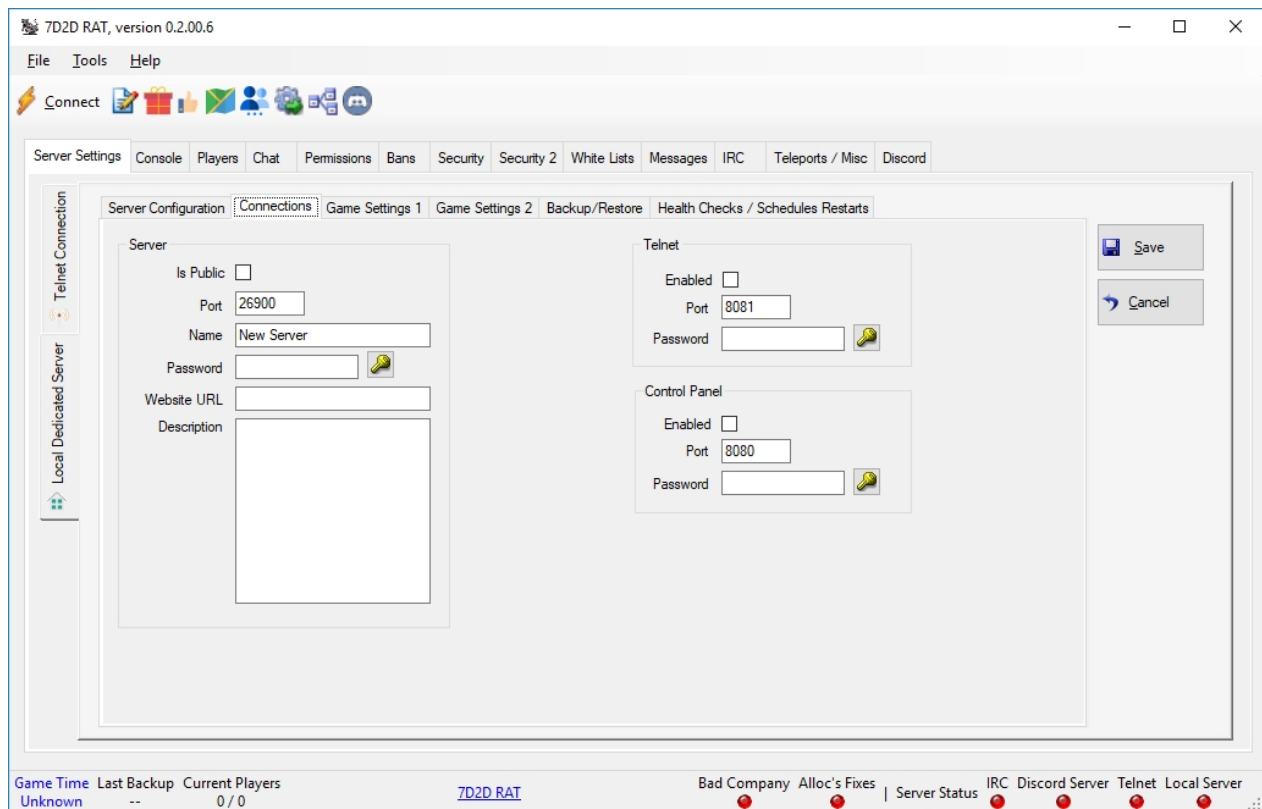 7D2D RAT, version 0.2.00.6
File Tools Help
Connect
Server Settings Console Players Chat Permissions Bans Security Security 2 White Lists Messages IRC Teleports / Misc Discord
Telnet Connection
Local Dedicated Server
Server Configuration Connections Game Settings 1 Game Settings 2 Backup/Restore Health Checks / Schedules Restarts
Server
Is Public
Port 26900
Name New Server
Password
Website URL
Description
Telnet
Enabled
Port 8081
Password
Control Panel
Enabled
Port 8080
Password
Save
Cancel
Game Time Last Backup Current Players
Unknown -- 0 / 0
7D2D RAT
Bad Company Alloc's Fixes | Server Status IRC Discord Server Telnet Local Server